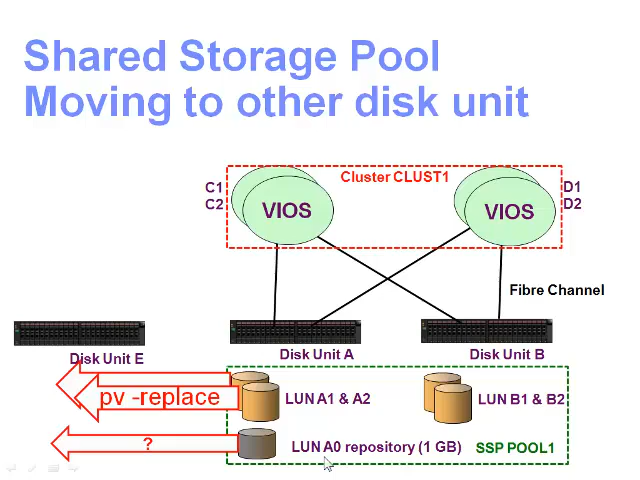 Shared Storage Pool
Moving to other disk unit
Cluster CLUST1
C1
C2
VIOS
VIOS
D1
D2
Fibre Channel
Disk Unit E
Disk Unit A
Disk Unit B
pv -replace
LUN A1 & A2
LUN B1 & B2
?
LUN A0 repository (1 GB)
SSP POOL1